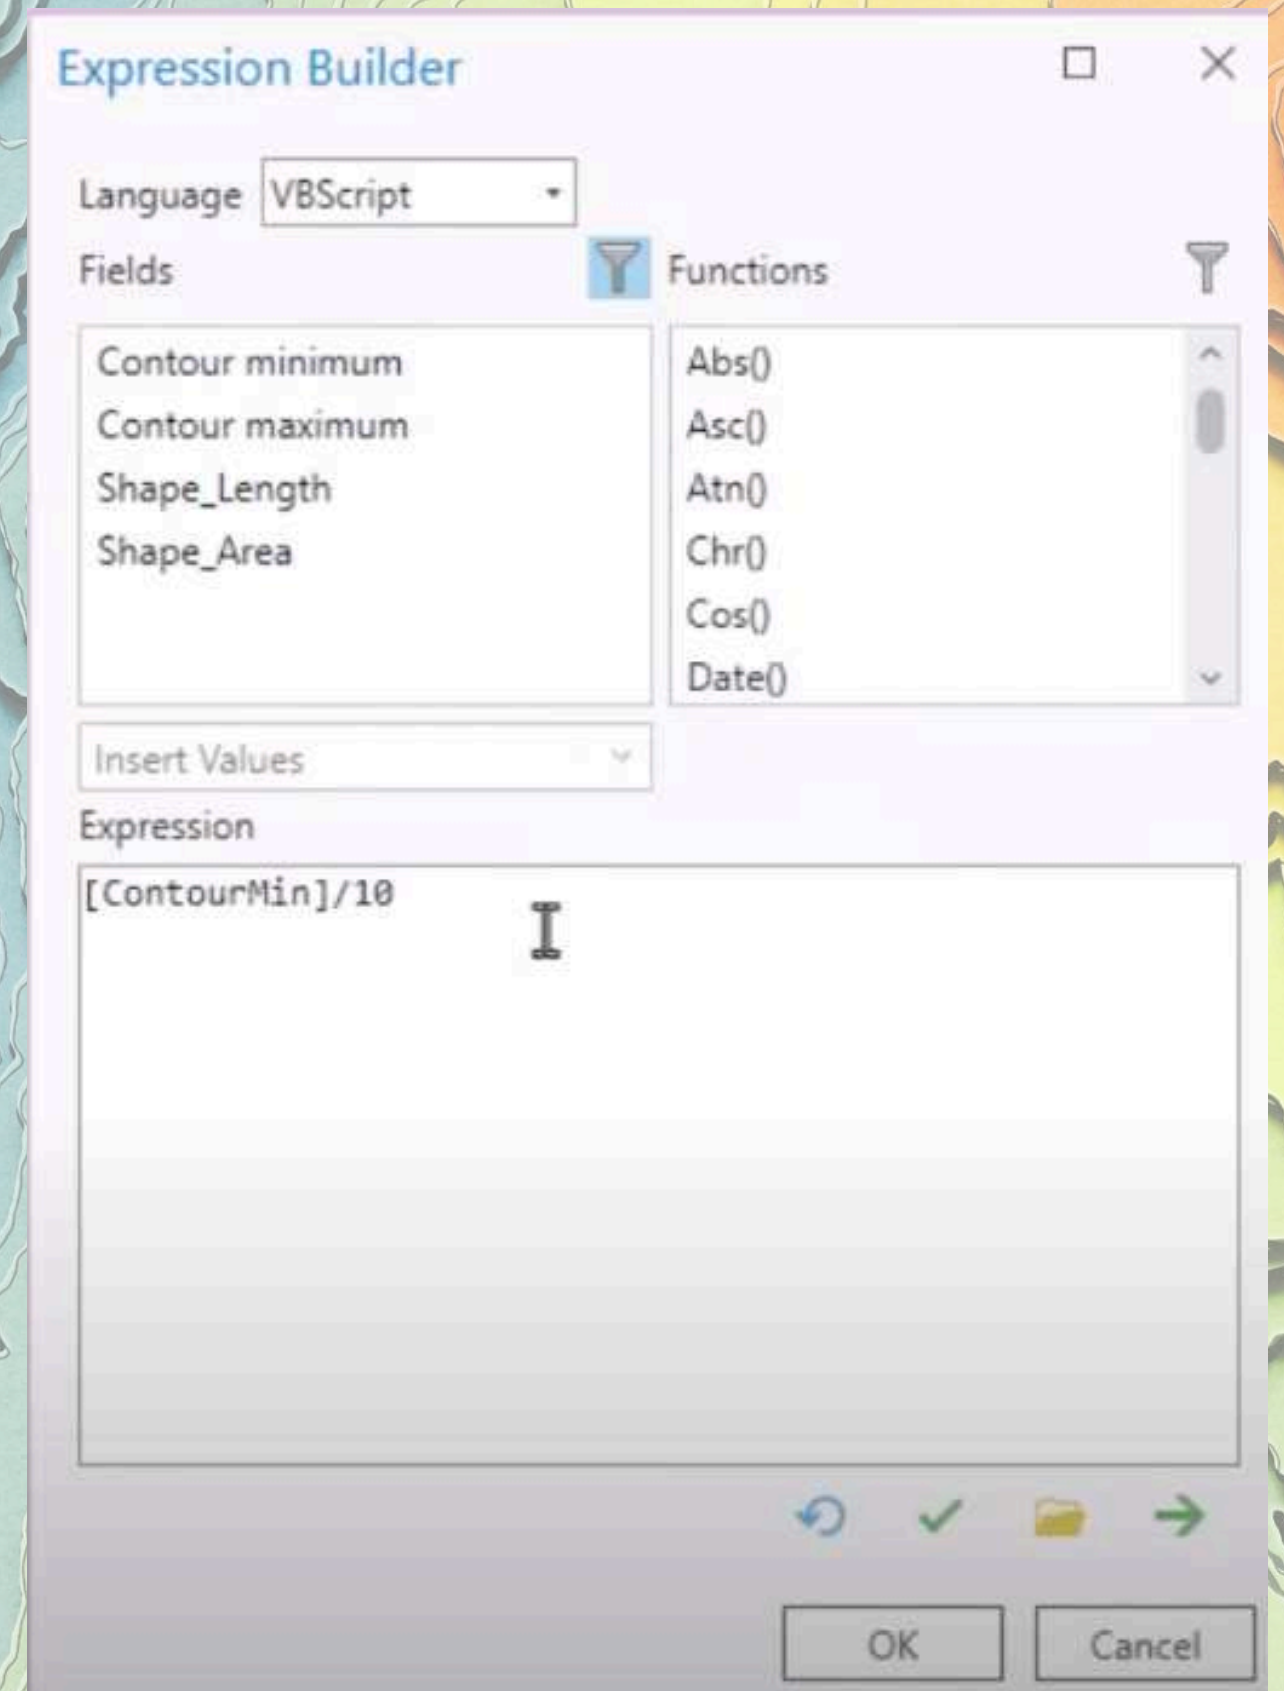 Expression Builder
Language VBScript
Fields
Functions
Contour minimum
Contour maximum
Shape_Length
Shape_Area
Abs()
Asc()
Atn()
Chr()
Cos()
Date()
Insert Values
Expression
[ContourMin]/10
OK
Cancel